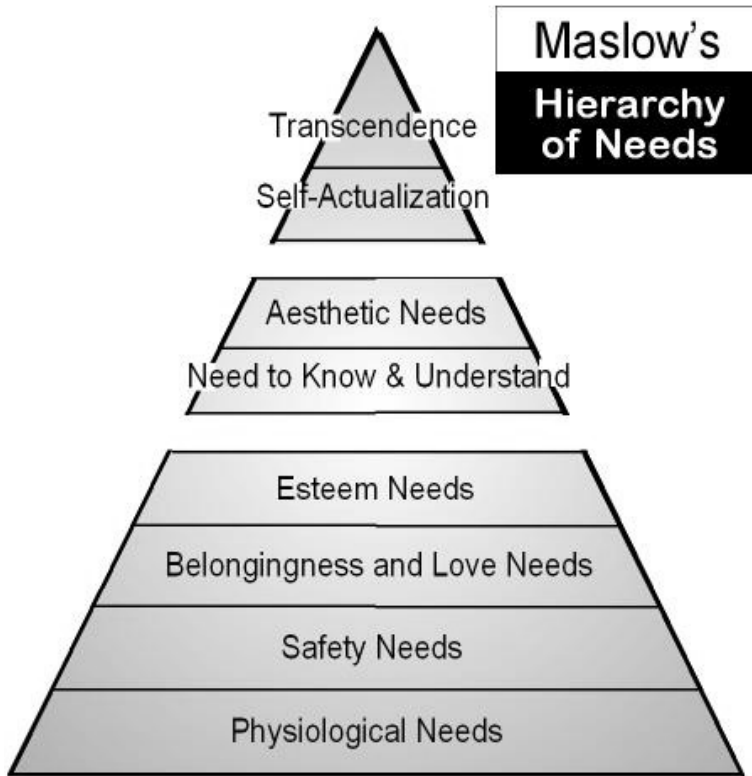 Maslow's
Hierarchy
of Needs
Transcendence
Self-Actualization
Aesthetic Needs
Need to Know & Understand
Esteem Needs
Belongingness and Love Needs
Safety Needs
Physiological Needs